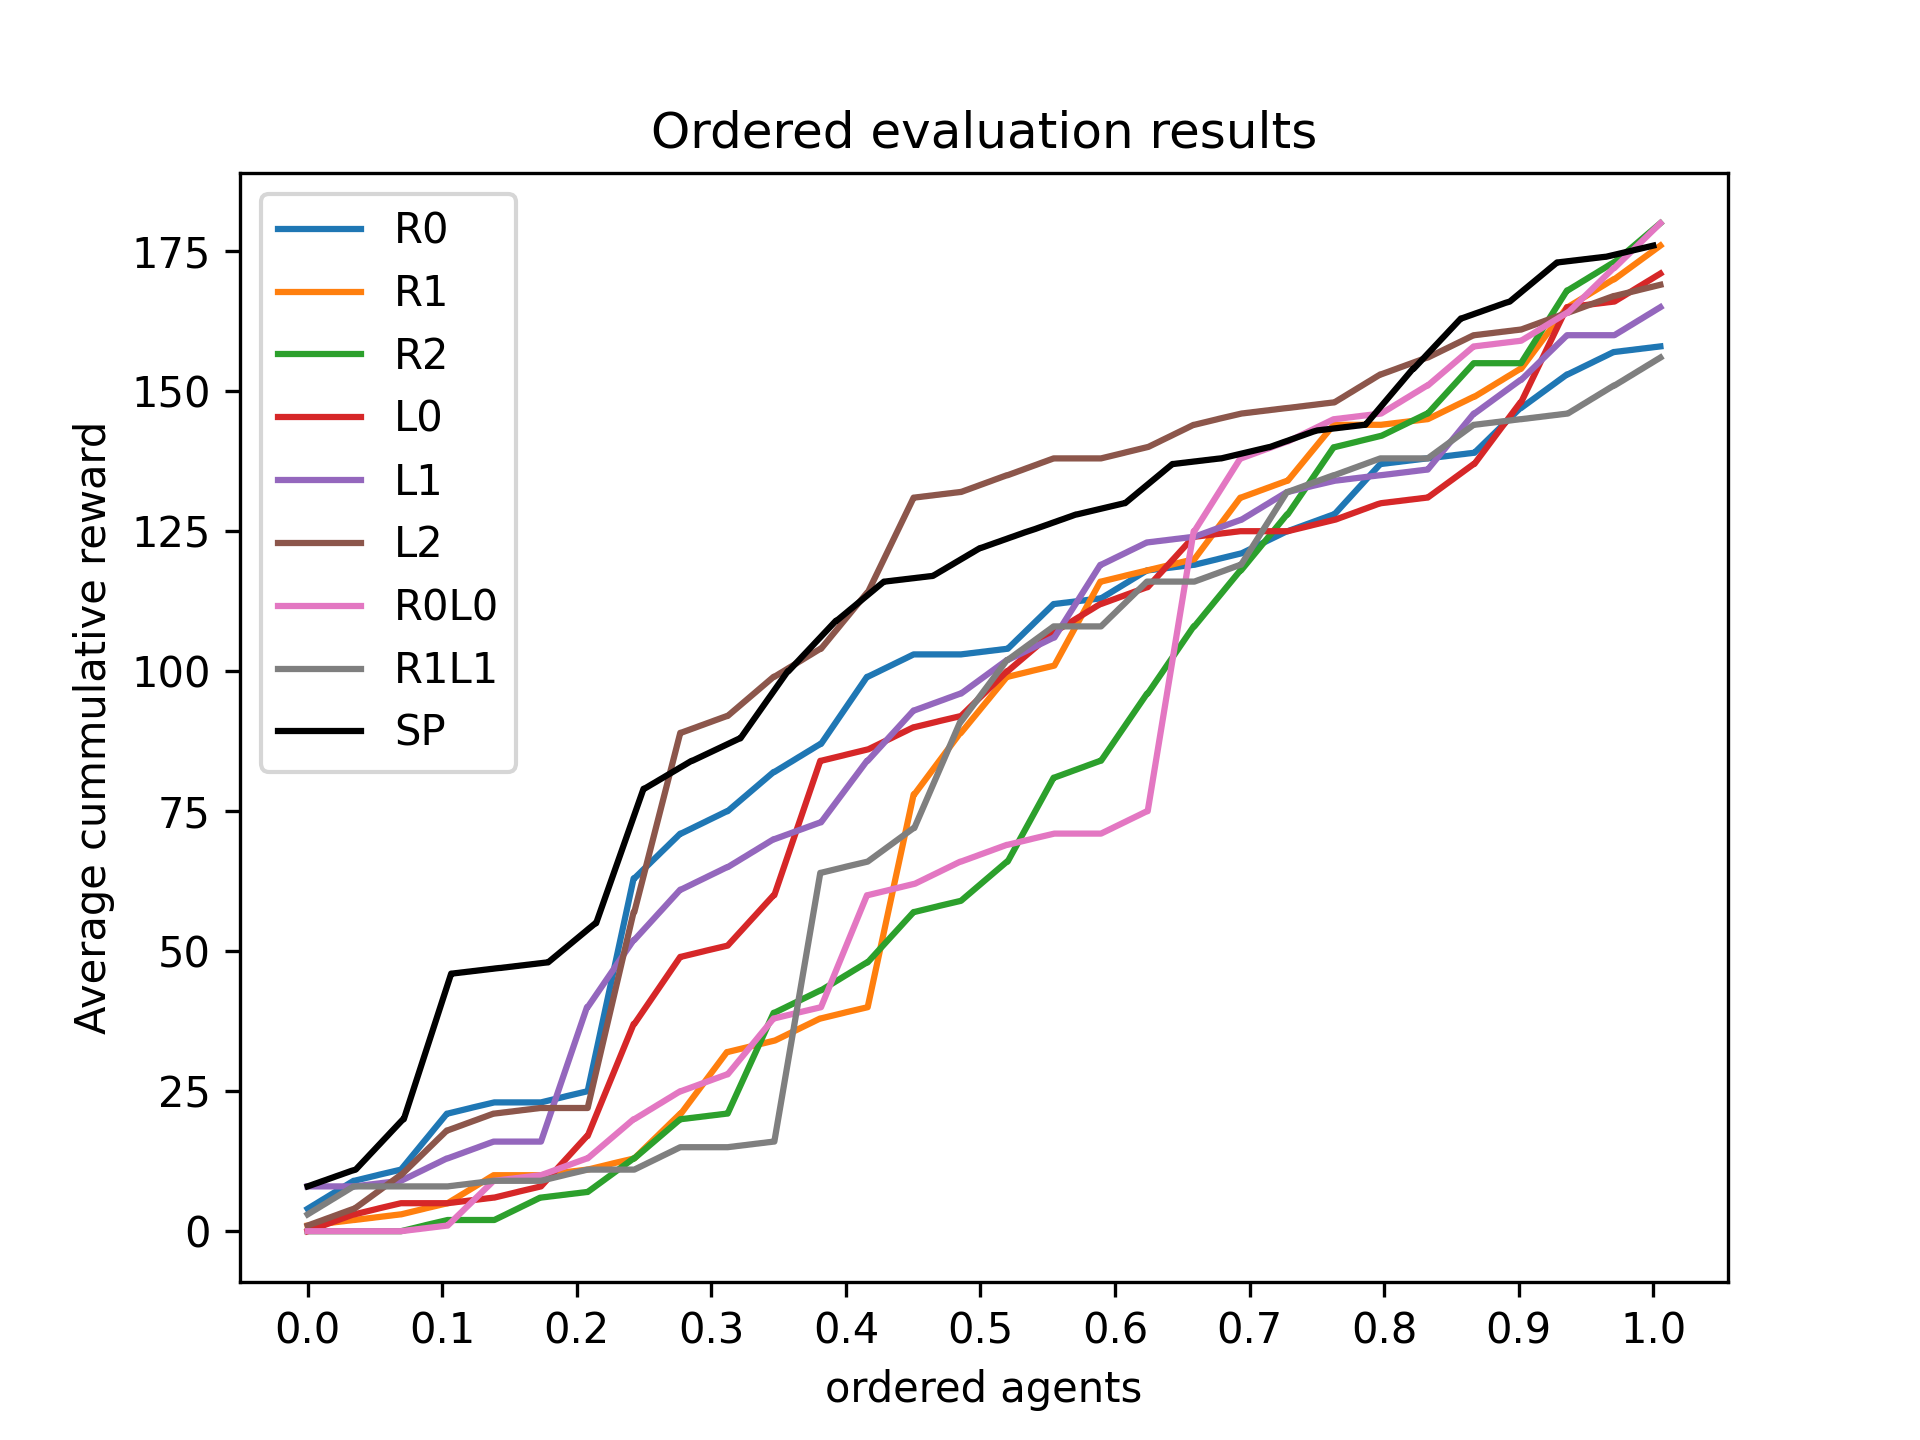 Ordered evaluation results
R0
R1
R2
L0
L1
L2
R0L0
R1L1
SP
175
150
125
100
75
50
25
0
Average cummulative reward
0.0 0.1 0.2 0.3 0.4 0.5 0.6 0.7 0.8 0.9 1.0
ordered agents